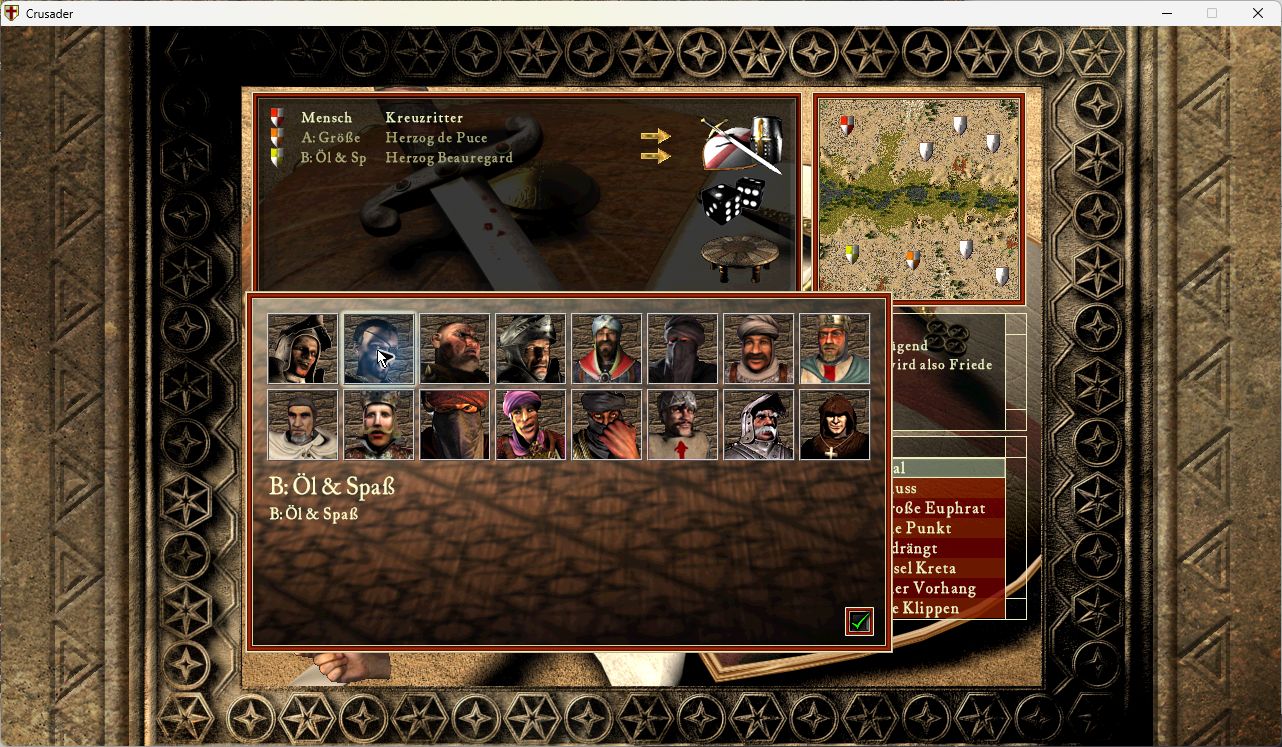 Crusader
Mensch Kreuzritter
A: Größe Herzog de Puce
B: Öl & Sp Herzog Beauregard
ügend
wird also Friede
al
uss
roße Euphrat
e Punkt
drängt
sel Kreta
er Vorhang
e Klippen
B: Öl & Spaß
B: Öl & Spaß